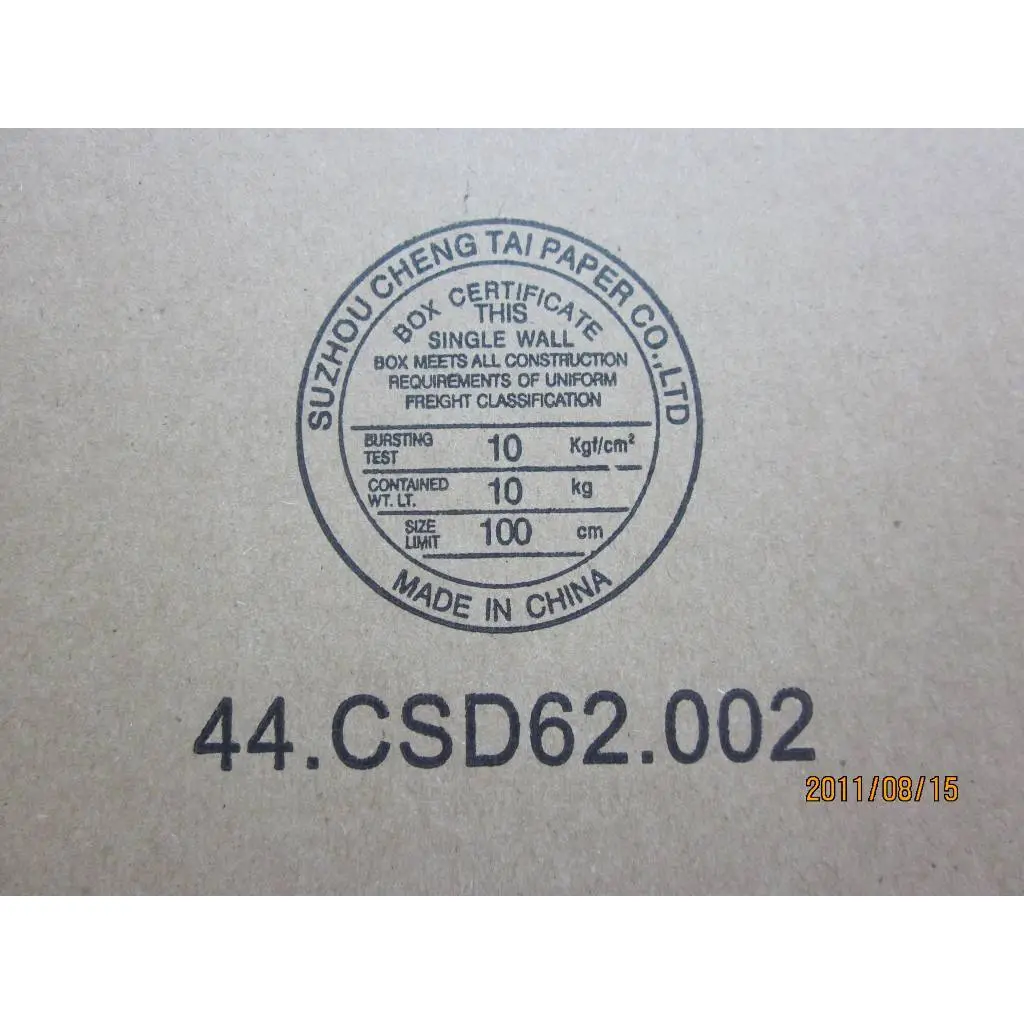 SUZHOU CHENG TAI PAPER CO.,LTD
BOX CERTIFICATE
THIS
SINGLE WALL
BOX MEETS ALL CONSTRUCTION
REQUIREMENTS OF UNIFORM
FREIGHT CLASSIFICATION
BURSTING TEST 10 Kgf/cm²
CONTAINED WT. LT. 10 kg
SIZE LIMIT 100 cm
MADE IN CHINA
44.CSD62.002
2011/08/15